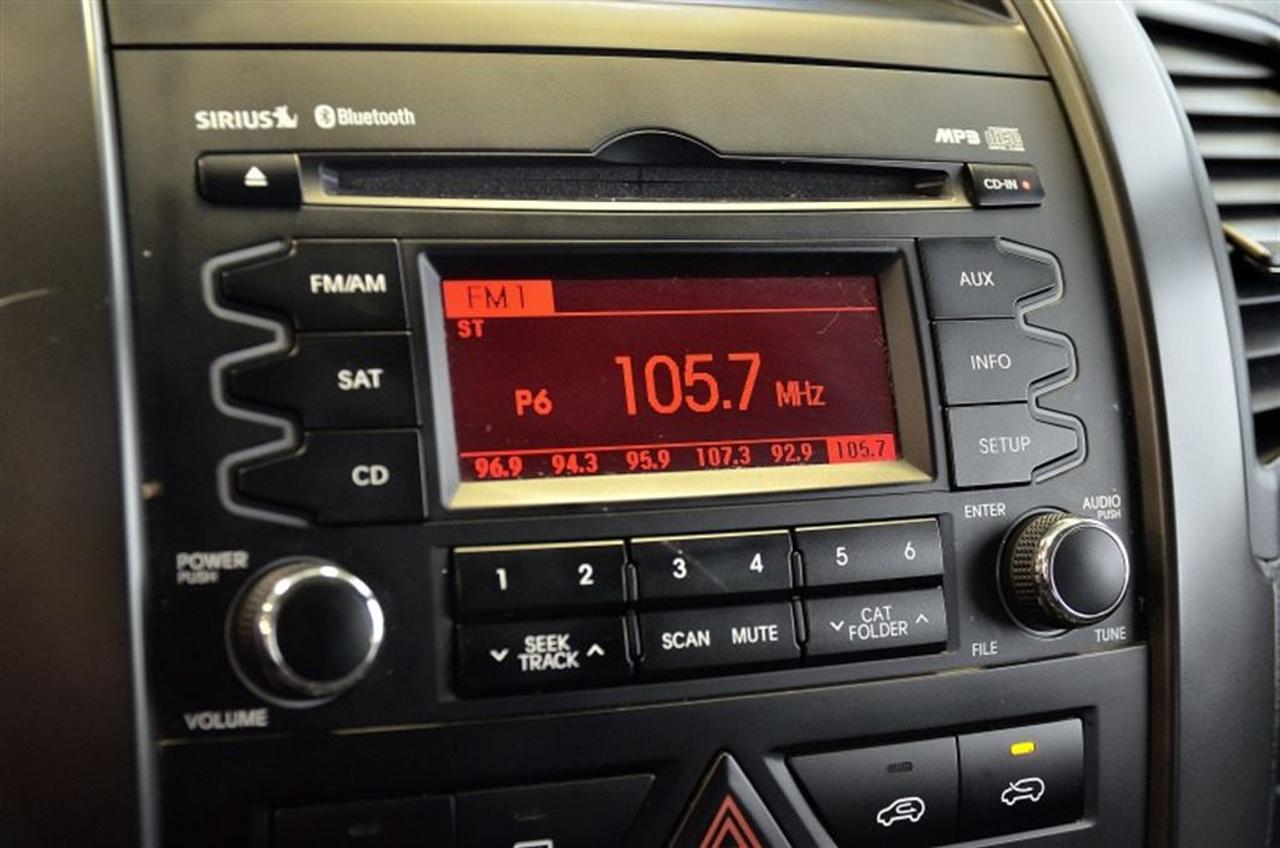 SIRIUS Bluetooth
MP3 disc
CD-IN
FM/AM
SAT
CD
FM1
ST
P6 105.7 MHz
96.9 94.3 95.9 107.3 92.9 105.7
AUX
INFO
SETUP
POWER
PUSH
VOLUME
1 2 3 4 5 6
SEEK
TRACK
SCAN MUTE
CAT
FOLDER
ENTER
AUDIO
PUSH
FILE
TUNE